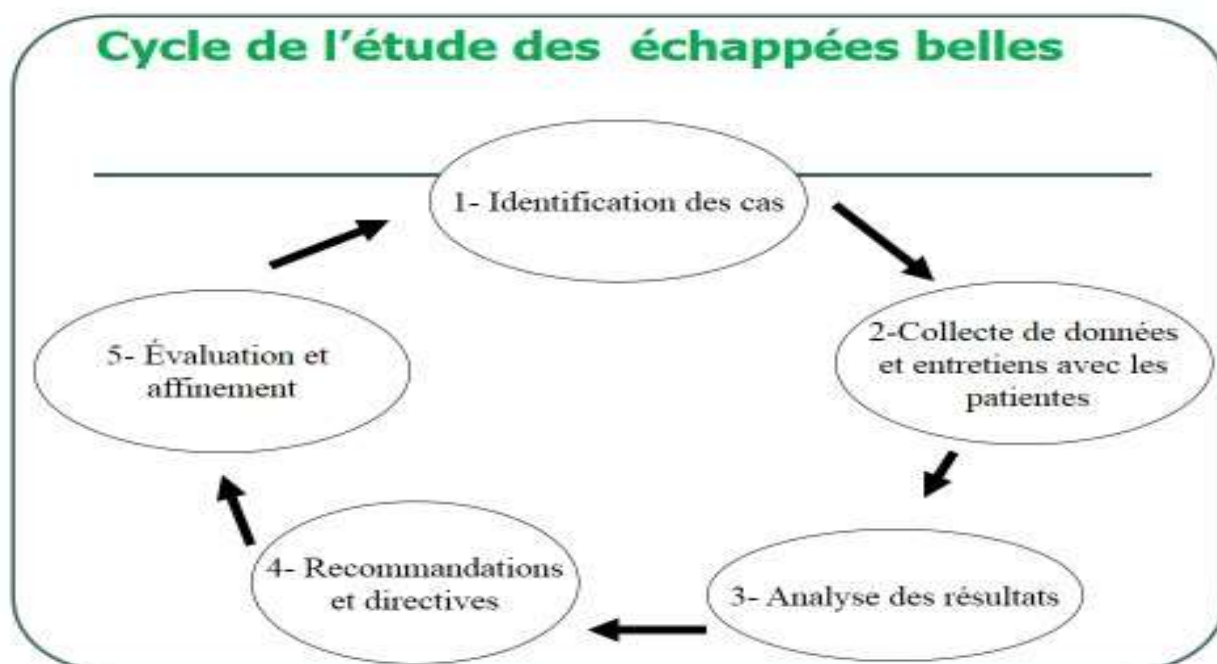 Cycle de l’étude des échappées belles
1- Identification des cas
2-Collecte de données
et entretiens avec les
patientes
3- Analyse des résultats
4- Recommandations
et directives
5- Évaluation et
affinement